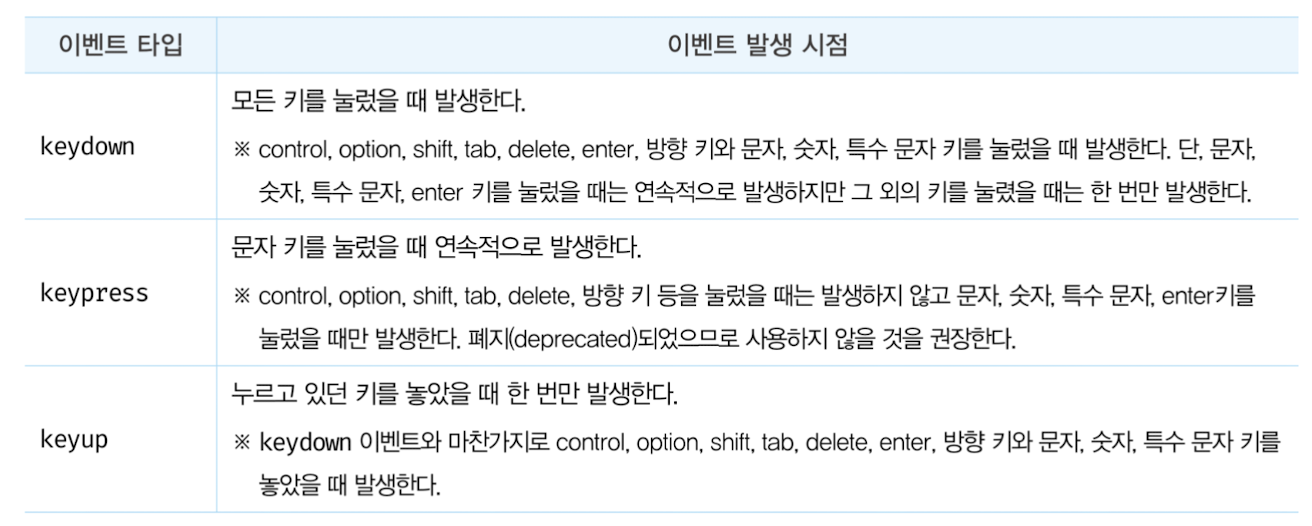 이벤트 타입 이벤트 발생 시점
모든 키를 눌렀을 때 발생한다.
keydown
※ control, option, shift, tab, delete, enter, 방향 키와 문자, 숫자, 특수 문자 키를 눌렀을 때 발생한다. 단, 문자,
숫자, 특수 문자, enter 키를 눌렀을 때는 연속적으로 발생하지만 그 외의 키를 눌렀을 때는 한 번만 발생한다.
문자 키를 눌렀을 때 연속적으로 발생한다.
keypress
※ control, option, shift, tab, delete, 방향 키 등을 눌렀을 때는 발생하지 않고 문자, 숫자, 특수 문자, enter키를
눌렀을 때만 발생한다. 폐지(deprecated)되었으므로 사용하지 않을 것을 권장한다.
누르고 있던 키를 놓았을 때 한 번만 발생한다.
keyup
※ keydown 이벤트와 마찬가지로 control, option, shift, tab, delete, enter, 방향 키와 문자, 숫자, 특수 문자 키를
놓았을 때 발생한다.